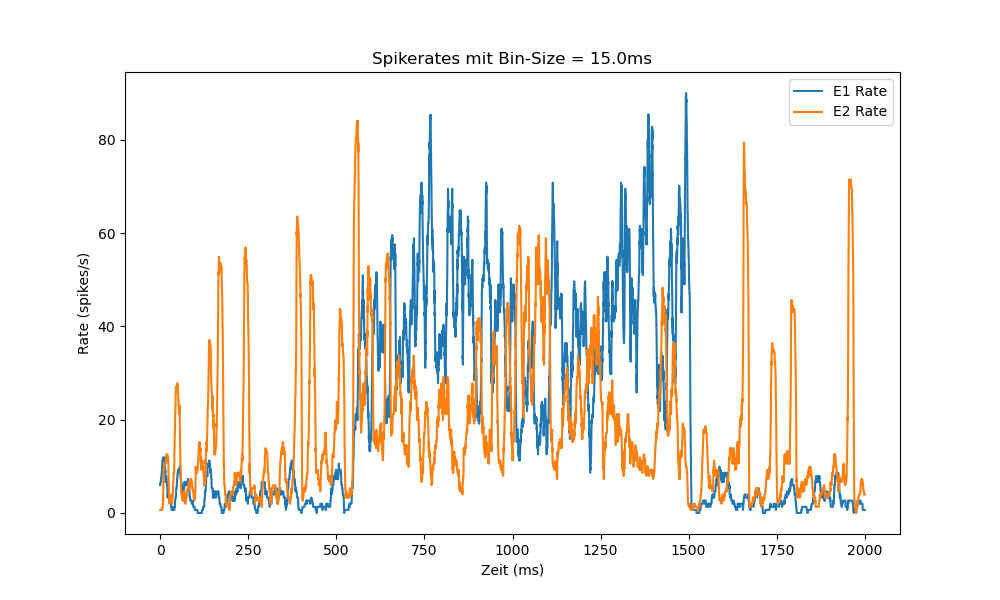 Spikerates mit Bin-Size = 15.0ms
E1 Rate
E2 Rate
Rate (spikes/s)
80
60
40
20
0
0 250 500 750 1000 1250 1500 1750 2000
Zeit (ms)